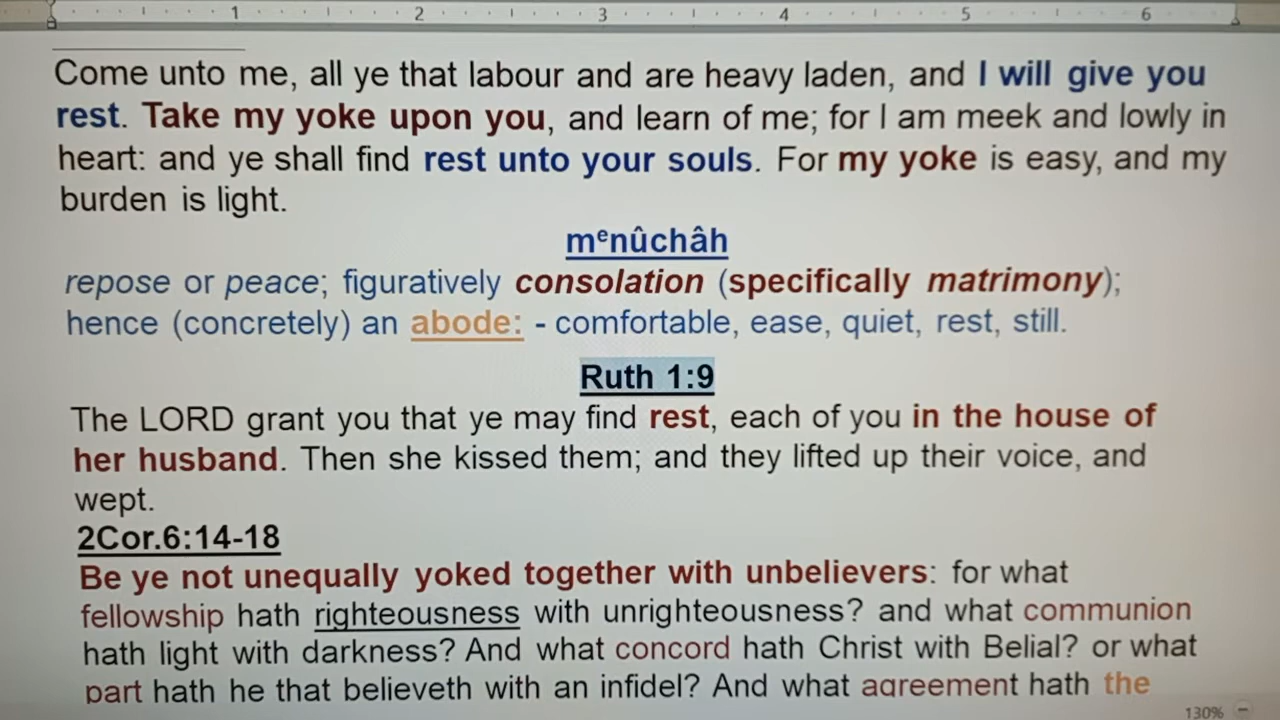 1 2 3 4 5 6
Come unto me, all ye that labour and are heavy laden, and I will give you
rest. Take my yoke upon you, and learn of me; for I am meek and lowly in
heart: and ye shall find rest unto your souls. For my yoke is easy, and my
burden is light.
mᵉnûchâh
repose or peace; figuratively consolation (specifically matrimony);
hence (concretely) an abode: - comfortable, ease, quiet, rest, still.
Ruth 1:9
The LORD grant you that ye may find rest, each of you in the house of
her husband. Then she kissed them; and they lifted up their voice, and
wept.
2Cor.6:14-18
Be ye not unequally yoked together with unbelievers: for what
fellowship hath righteousness with unrighteousness? and what communion
hath light with darkness? And what concord hath Christ with Belial? or what
part hath he that believeth with an infidel? And what agreement hath the
130%